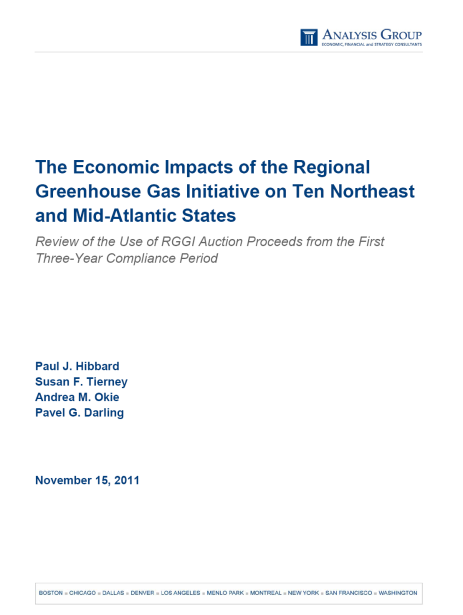 ANALYSIS GROUP
ECONOMIC, FINANCIAL and STRATEGY CONSULTANTS
The Economic Impacts of the Regional
Greenhouse Gas Initiative on Ten Northeast
and Mid-Atlantic States
Review of the Use of RGGI Auction Proceeds from the First
Three-Year Compliance Period
Paul J. Hibbard
Susan F. Tierney
Andrea M. Okie
Pavel G. Darling
November 15, 2011
BOSTON ▫ CHICAGO ▫ DALLAS ▫ DENVER ▫ LOS ANGELES ▫ MENLO PARK ▫ MONTREAL ▫ NEW YORK ▫ SAN FRANCISCO ▫ WASHINGTON